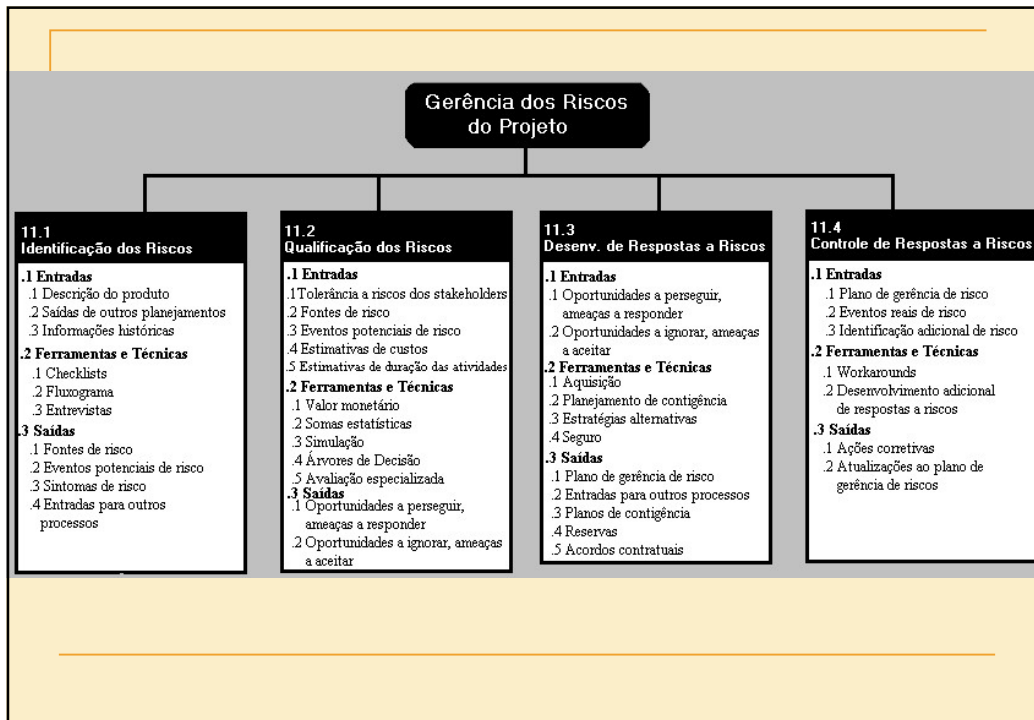 Gerência dos Riscos
do Projeto
11.1
Identificação dos Riscos
.1 Entradas
.1 Descrição do produto
.2 Saídas de outros planejamentos
.3 Informações históricas
.2 Ferramentas e Técnicas
.1 Checklists
.2 Fluxograma
.3 Entrevistas
.3 Saídas
.1 Fontes de risco
.2 Eventos potenciais de risco
.3 Sintomas de risco
.4 Entradas para outros
processos
11.2
Qualificação dos Riscos
.1 Entradas
.1 Tolerância a riscos dos stakeholders
.2 Fontes de risco
.3 Eventos potenciais de risco
.4 Estimativas de custos
.5 Estimativas de duração das atividades
.2 Ferramentas e Técnicas
.1 Valor monetário
.2 Somas estatísticas
.3 Simulação
.4 Árvores de Decisão
.5 Avaliação especializada
.3 Saídas
.1 Oportunidades a perseguir,
ameaças a responder
.2 Oportunidades a ignorar, ameaças
a aceitar
11.3
Desenv. de Respostas a Riscos
.1 Entradas
.1 Oportunidades a perseguir,
ameaças a responder
.2 Oportunidades a ignorar, ameaças
a aceitar
.2 Ferramentas e Técnicas
.1 Aquisição
.2 Planejamento de contigência
.3 Estratégias alternativas
.4 Seguro
.3 Saídas
.1 Plano de gerência de risco
.2 Entradas para outros processos
.3 Planos de contigência
.4 Reservas
.5 Acordos contratuais
11.4
Controle de Respostas a Riscos
.1 Entradas
.1 Plano de gerência de risco
.2 Eventos reais de risco
.3 Identificação adicional de risco
.2 Ferramentas e Técnicas
.1 Workarounds
.2 Desenvolvimento adicional
de respostas a riscos
.3 Saídas
.1 Ações corretivas
.2 Atualizações ao plano de
gerência de riscos